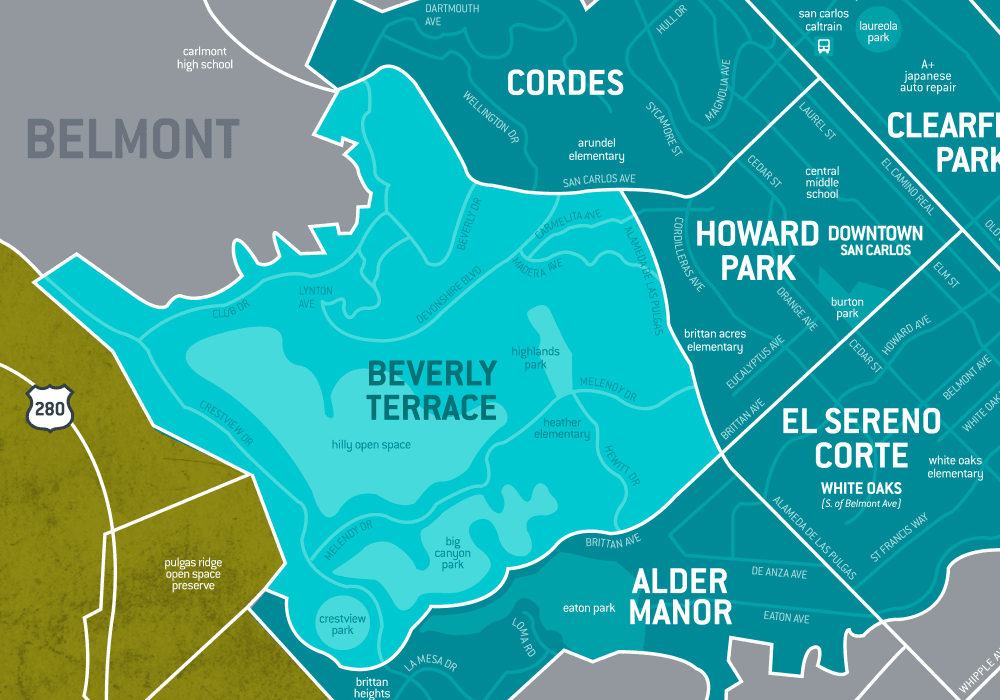 DARTMOUTH
AVE
HULL DR
san carlos
caltrain
laureola
park
carlmont
high school
A+
japanese
auto repair
CORDES
MAGNOLIA AVE
WELLINGTON DR
SYCAMORE ST
LAUREL ST
BELMONT
CLEARFI
PARK
arundel
elementary
SAN CARLOS AVE
CEDAR ST
central
middle
school
EL CAMINO REAL
BEVERLY DR
CARMELITA AVE
ALAMEDA DE LAS PULGAS
CORDILLERAS AVE
HOWARD
PARK
DOWNTOWN
SAN CARLOS
OLD
MADERA AVE
ELM ST
LYNTON
AVE
CLUB DR
DEVONSHIRE BLVD
ORANGE AVE
burton
park
brittan acres
elementary
HOWARD AVE
CEDAR ST
EUCALYPTUS AVE
highlands
park
BELMONT AVE
BEVERLY
TERRACE
MELENDY DR
280
CRESTVIEW DR
BRITTAN AVE
EL SERENO
CORTE
WHITE OAK
heather
elementary
hilly open space
white oaks
elementary
HEWITT DR
WHITE OAKS
(S. of Belmont Ave)
ALAMEDA DE LAS PULGAS
ST FRANCIS WAY
MELENDY DR
big
canyon
park
BRITTAN AVE
pulgas ridge
open space
preserve
DE ANZA AVE
ALDER
MANOR
eaton park
EATON AVE
crestview
park
LOMA RD
LA MESA DR
WHIPPLE AV
brittan
heights